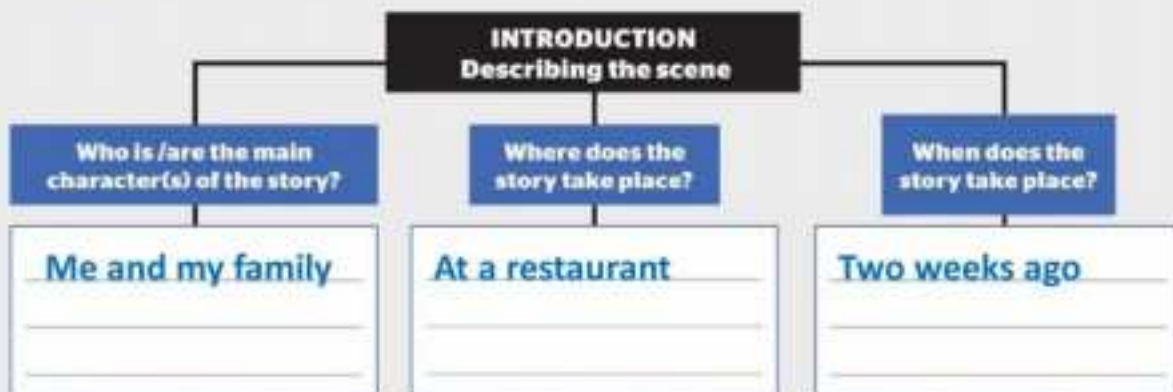 INTRODUCTION
Describing the scene
Who is /are the main
character(s) of the story?
Where does the
story take place?
When does the
story take place?
Me and my family
At a restaurant
Two weeks ago